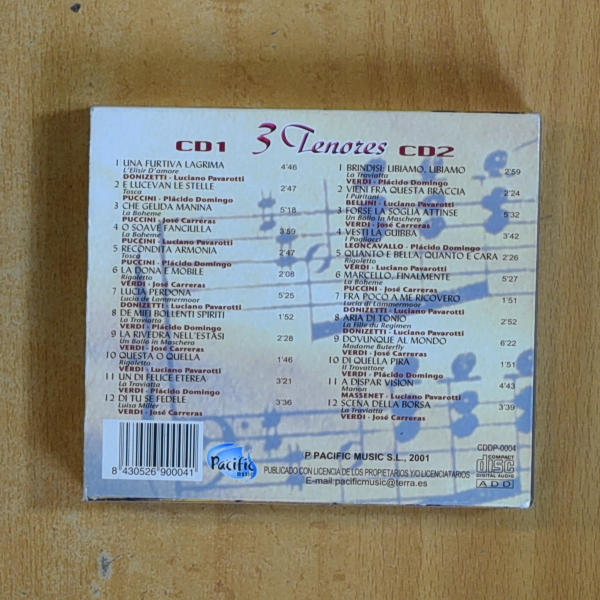 3 Tenores
CD1
1 UNA FURTIVA LAGRIMA 4'46
L'Elisir D'amore
DONIZETTI - Luciano Pavarotti
2 E LUCEVAN LE STELLE 2'47
Tosca
PUCCINI - Plácido Domingo
3 CHE GELIDA MANINA 5'18
La Boheme
PUCCINI - José Carreras
4 O SOAVE FANCIULLA 3'59
La Boheme
PUCCINI - Luciano Pavarotti
5 RECONDITA ARMONIA 2'47
Tosca
PUCCINI - Plácido Domingo
6 LA DONA E MOBILE 2'08
Rigoletto
VERDI - José Carreras
7 LUCIA PERDONA 5'25
Lucia de Lammermoor
DONIZETTI - Luciano Pavarotti
8 DE MIEI BOLLENTI SPIRITI 1'52
La Traviatta
VERDI - Plácido Domingo
9 LA RIVEDRA NELL'ESTASI 2'28
Un Ballo in Maschera
VERDI - José Carreras
10 QUESTA O QUELLA 1'46
Rigoletto
VERDI - Luciano Pavarotti
11 UN DI FELICE ETEREA 3'21
La Traviatta
VERDI - Plácido Domingo
12 DI TU SE FEDELE 3'36
Luisa Miller
VERDI - José Carreras
CD2
1 BRINDISI: LIBIAMO, LIBIAMO 2'59
La Traviatta
VERDI - Plácido Domingo
2 VIENI FRA QUESTA BRACCIA 2'24
I Puritani
BELLINI - Luciano Pavarotti
3 FORSE LA SOGLIA ATTINSE 5'32
Un Ballo in Maschera
VERDI - José Carreras
4 VESTI LA GUIBBA 3'42
I Pagliacci
LEONCAVALLO - Plácido Domingo
5 QUANTO E BELLA, QUANTO E CARA 2'26
Rigoletto
VERDI - Luciano Pavarotti
6 MARCELLO, FINALMENTE 5'27
La Boheme
PUCCINI - José Carreras
7 FRA POCO A ME RICOVERO 1'51
Lucia di Lammermoor
DONIZETTI - Luciano Pavarotti
8 ARIA DI TONIO 2'52
La Fille du Regimen
DONIZETTI - Luciano Pavarotti
9 DOVUNQUE AL MONDO 6'22
Madame Buterfly
VERDI - José Carreras
10 DI QUELLA PIRA 1'51
Il Travattore
VERDI - Plácido Domingo
11 A DISPAR VISION 4'43
Manon
MASSENET - Luciano Pavarotti
12 SCENA DELLA BORSA 3'39
La Traviatta
VERDI - José Carreras
8 430526 900041
Pacific
MUSIC
P. PACIFIC MUSIC S.L., 2001
PUBLICADO CON LICENCIA DE LOS PROPIETARIOS Y/O LICENCIATARIOS
E-mail:pacificmusic@terra.es
CDDP-0004
COMPACT
disc
DIGITAL AUDIO
ADD